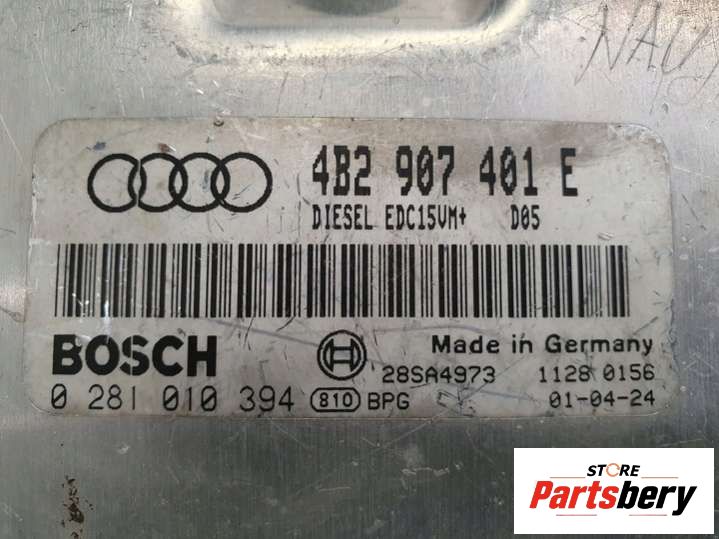 4B2 907 401 E
DIESEL EDC15VM+ D05
BOSCH
Made in Germany
28SA4973 1128 0156
0 281 010 394 810 BPG 01-04-24
STORE
Partsbery